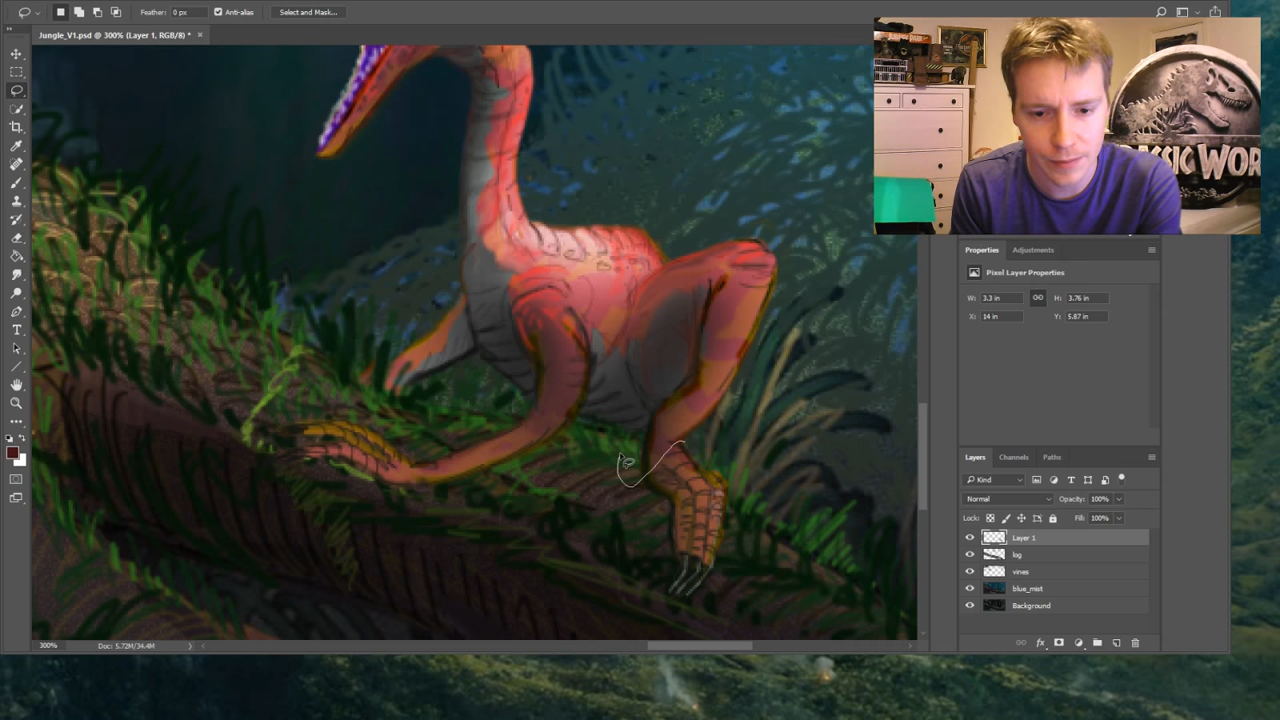 Feather: 0 px Anti-alias Select and Mask...
Jungle_V1.psd @ 300% (Layer 1, RGB/8) * ×
JURASSIC WOR
Properties Adjustments
Pixel Layer Properties
W: 3.3 in H: 3.76 in
X: 14 in Y: 5.87 in
Layers Channels Paths
Kind
Normal Opacity: 100%
Lock: Fill: 100%
Layer 1
log
vines
blue_mist
Background
fx
300% Doc: 5.72M/34.4M